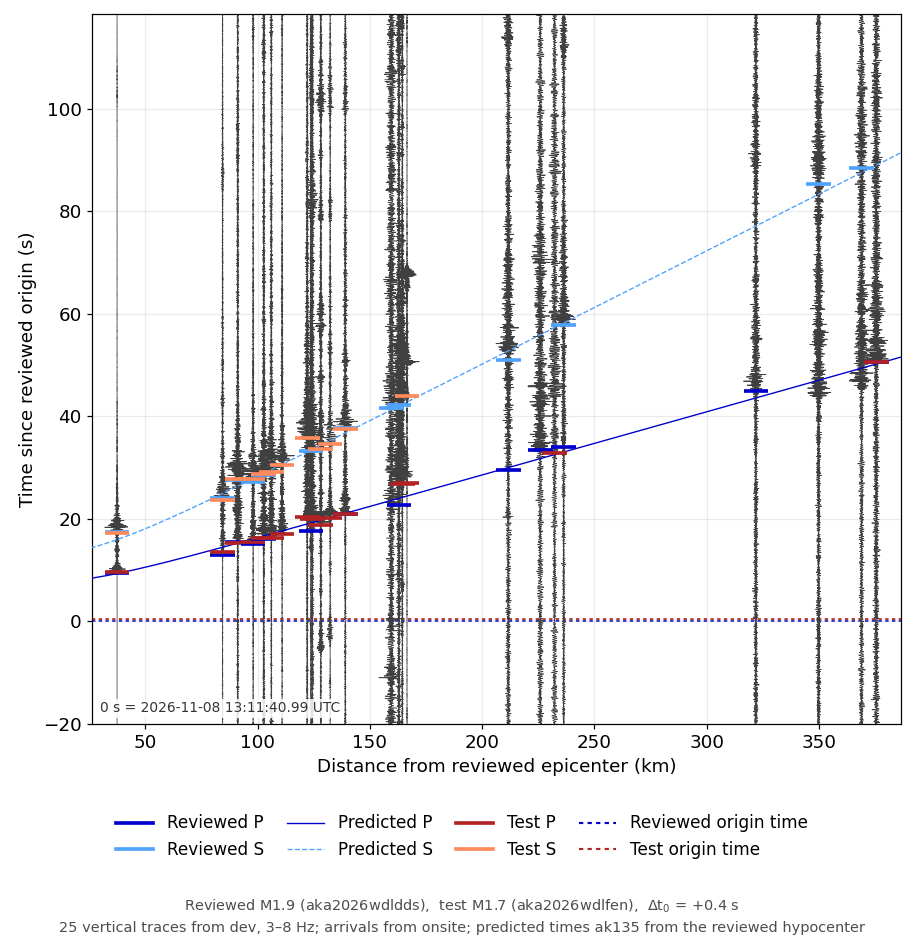 100
80
60
40
20
0
−20
Time since reviewed origin (s)
0 s = 2026-11-08 13:11:40.99 UTC
50 100 150 200 250 300 350
Distance from reviewed epicenter (km)
Reviewed P Predicted P Test P Reviewed origin time
Reviewed S Predicted S Test S Test origin time
Reviewed M1.9 (aka2026wdldds), test M1.7 (aka2026wdlfen), Δt0 = +0.4 s
25 vertical traces from dev, 3–8 Hz; arrivals from onsite; predicted times ak135 from the reviewed hypocenter